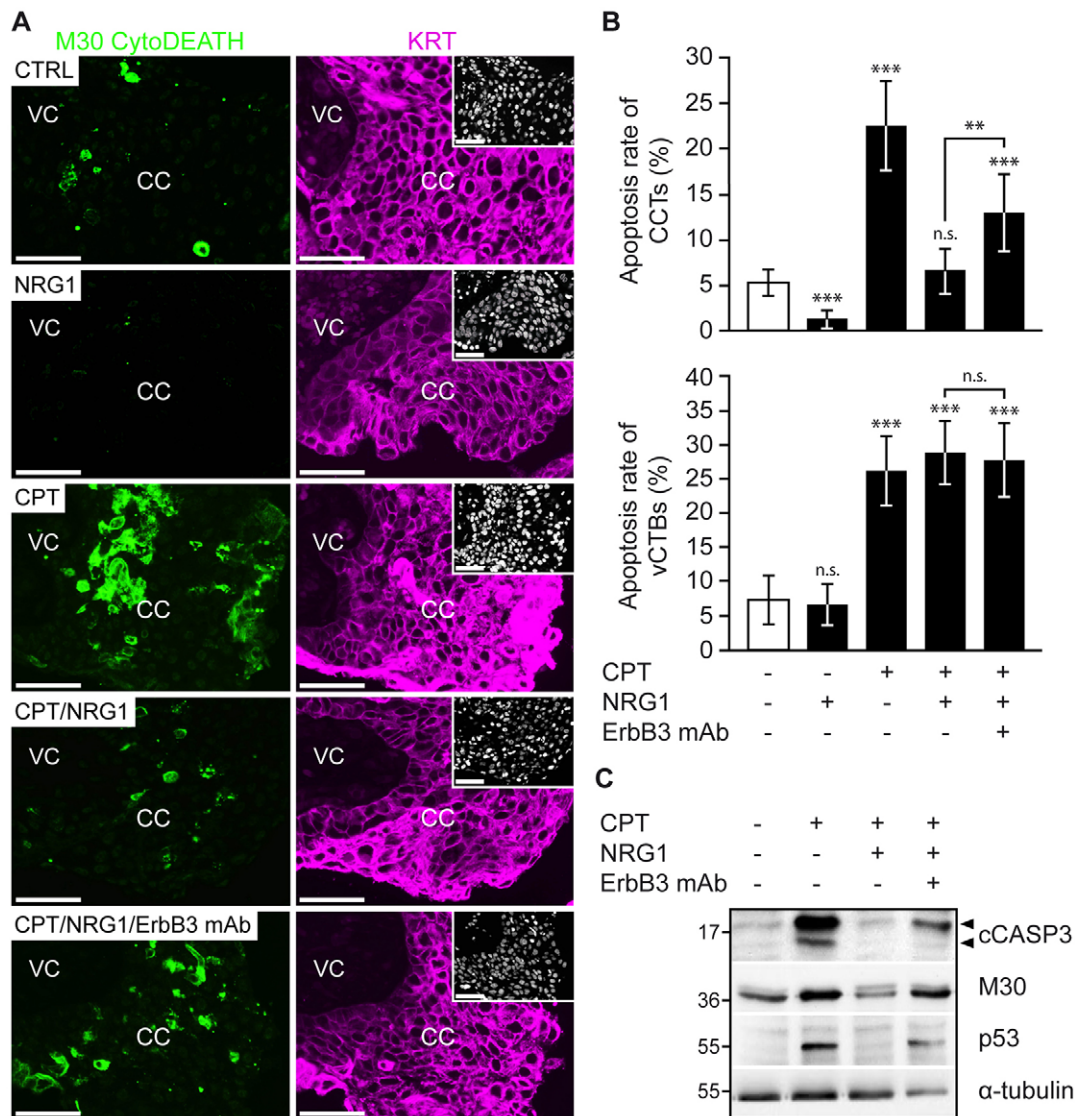 A
M30 CytoDEATH
KRT
CTRL
VC
CC
VC
CC
NRG1
VC
CC
VC
CC
CPT
VC
CC
VC
CC
CPT/NRG1
VC
CC
VC
CC
CPT/NRG1/ErbB3 mAb
VC
CC
VC
CC
B
Apoptosis rate of
CCTs (%)
30
25
20
15
10
5
0
***
***
n.s.
**
***
Apoptosis rate of
vCTBs (%)
40
35
30
25
20
15
10
5
0
n.s.
***
***
n.s.
***
CPT - - + + +
NRG1 - + - + +
ErbB3 mAb - - - - +
C
CPT - + + +
NRG1 - - + +
ErbB3 mAb - - - +
17 cCASP3
36 M30
55 p53
55 α-tubulin